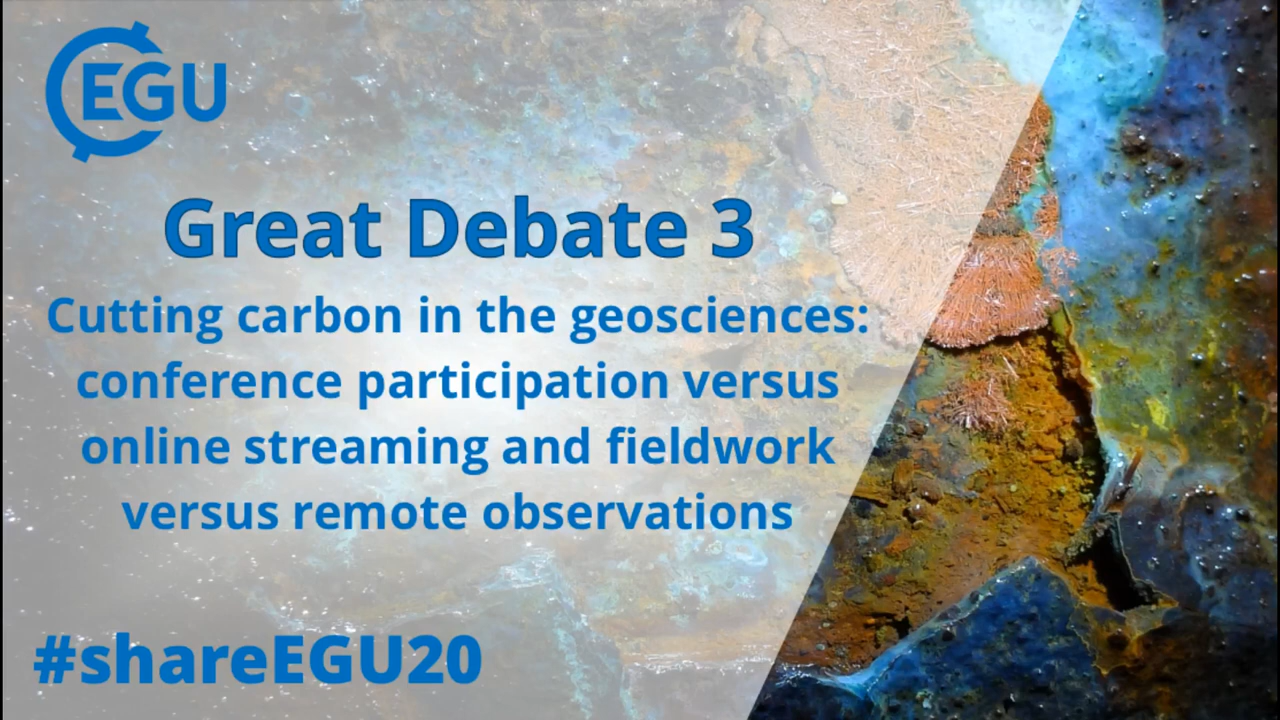 EGU
Great Debate 3
Cutting carbon in the geosciences:
conference participation versus
online streaming and fieldwork
versus remote observations
#shareEGU20